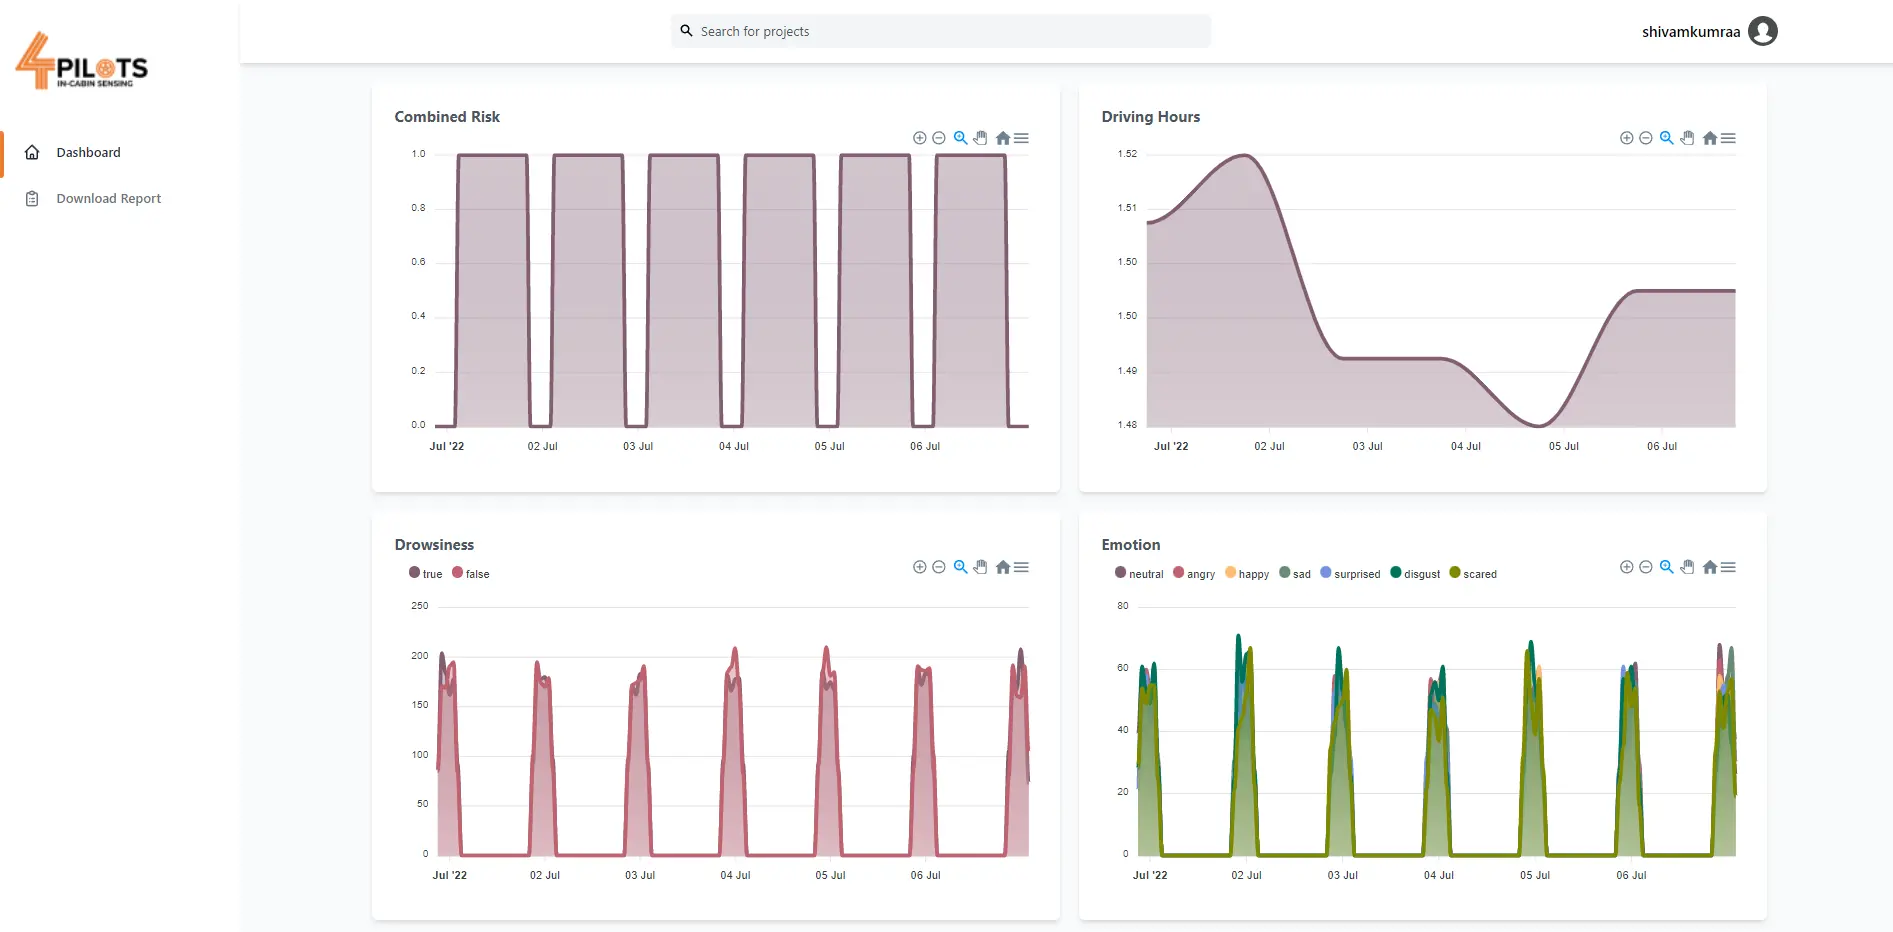 4PILOTS
IN-CABIN SENSING
Search for projects
shivamkumraa
Dashboard
Download Report
Combined Risk
1.0
0.8
0.6
0.4
0.2
0.0
Jul '22 02 Jul 03 Jul 04 Jul 05 Jul 06 Jul
Driving Hours
1.52
1.51
1.50
1.50
1.49
1.48
Jul '22 02 Jul 03 Jul 04 Jul 05 Jul 06 Jul
Drowsiness
true false
250
200
150
100
50
0
Jul '22 02 Jul 03 Jul 04 Jul 05 Jul 06 Jul
Emotion
neutral angry happy sad surprised disgust scared
80
60
40
20
0
Jul '22 02 Jul 03 Jul 04 Jul 05 Jul 06 Jul